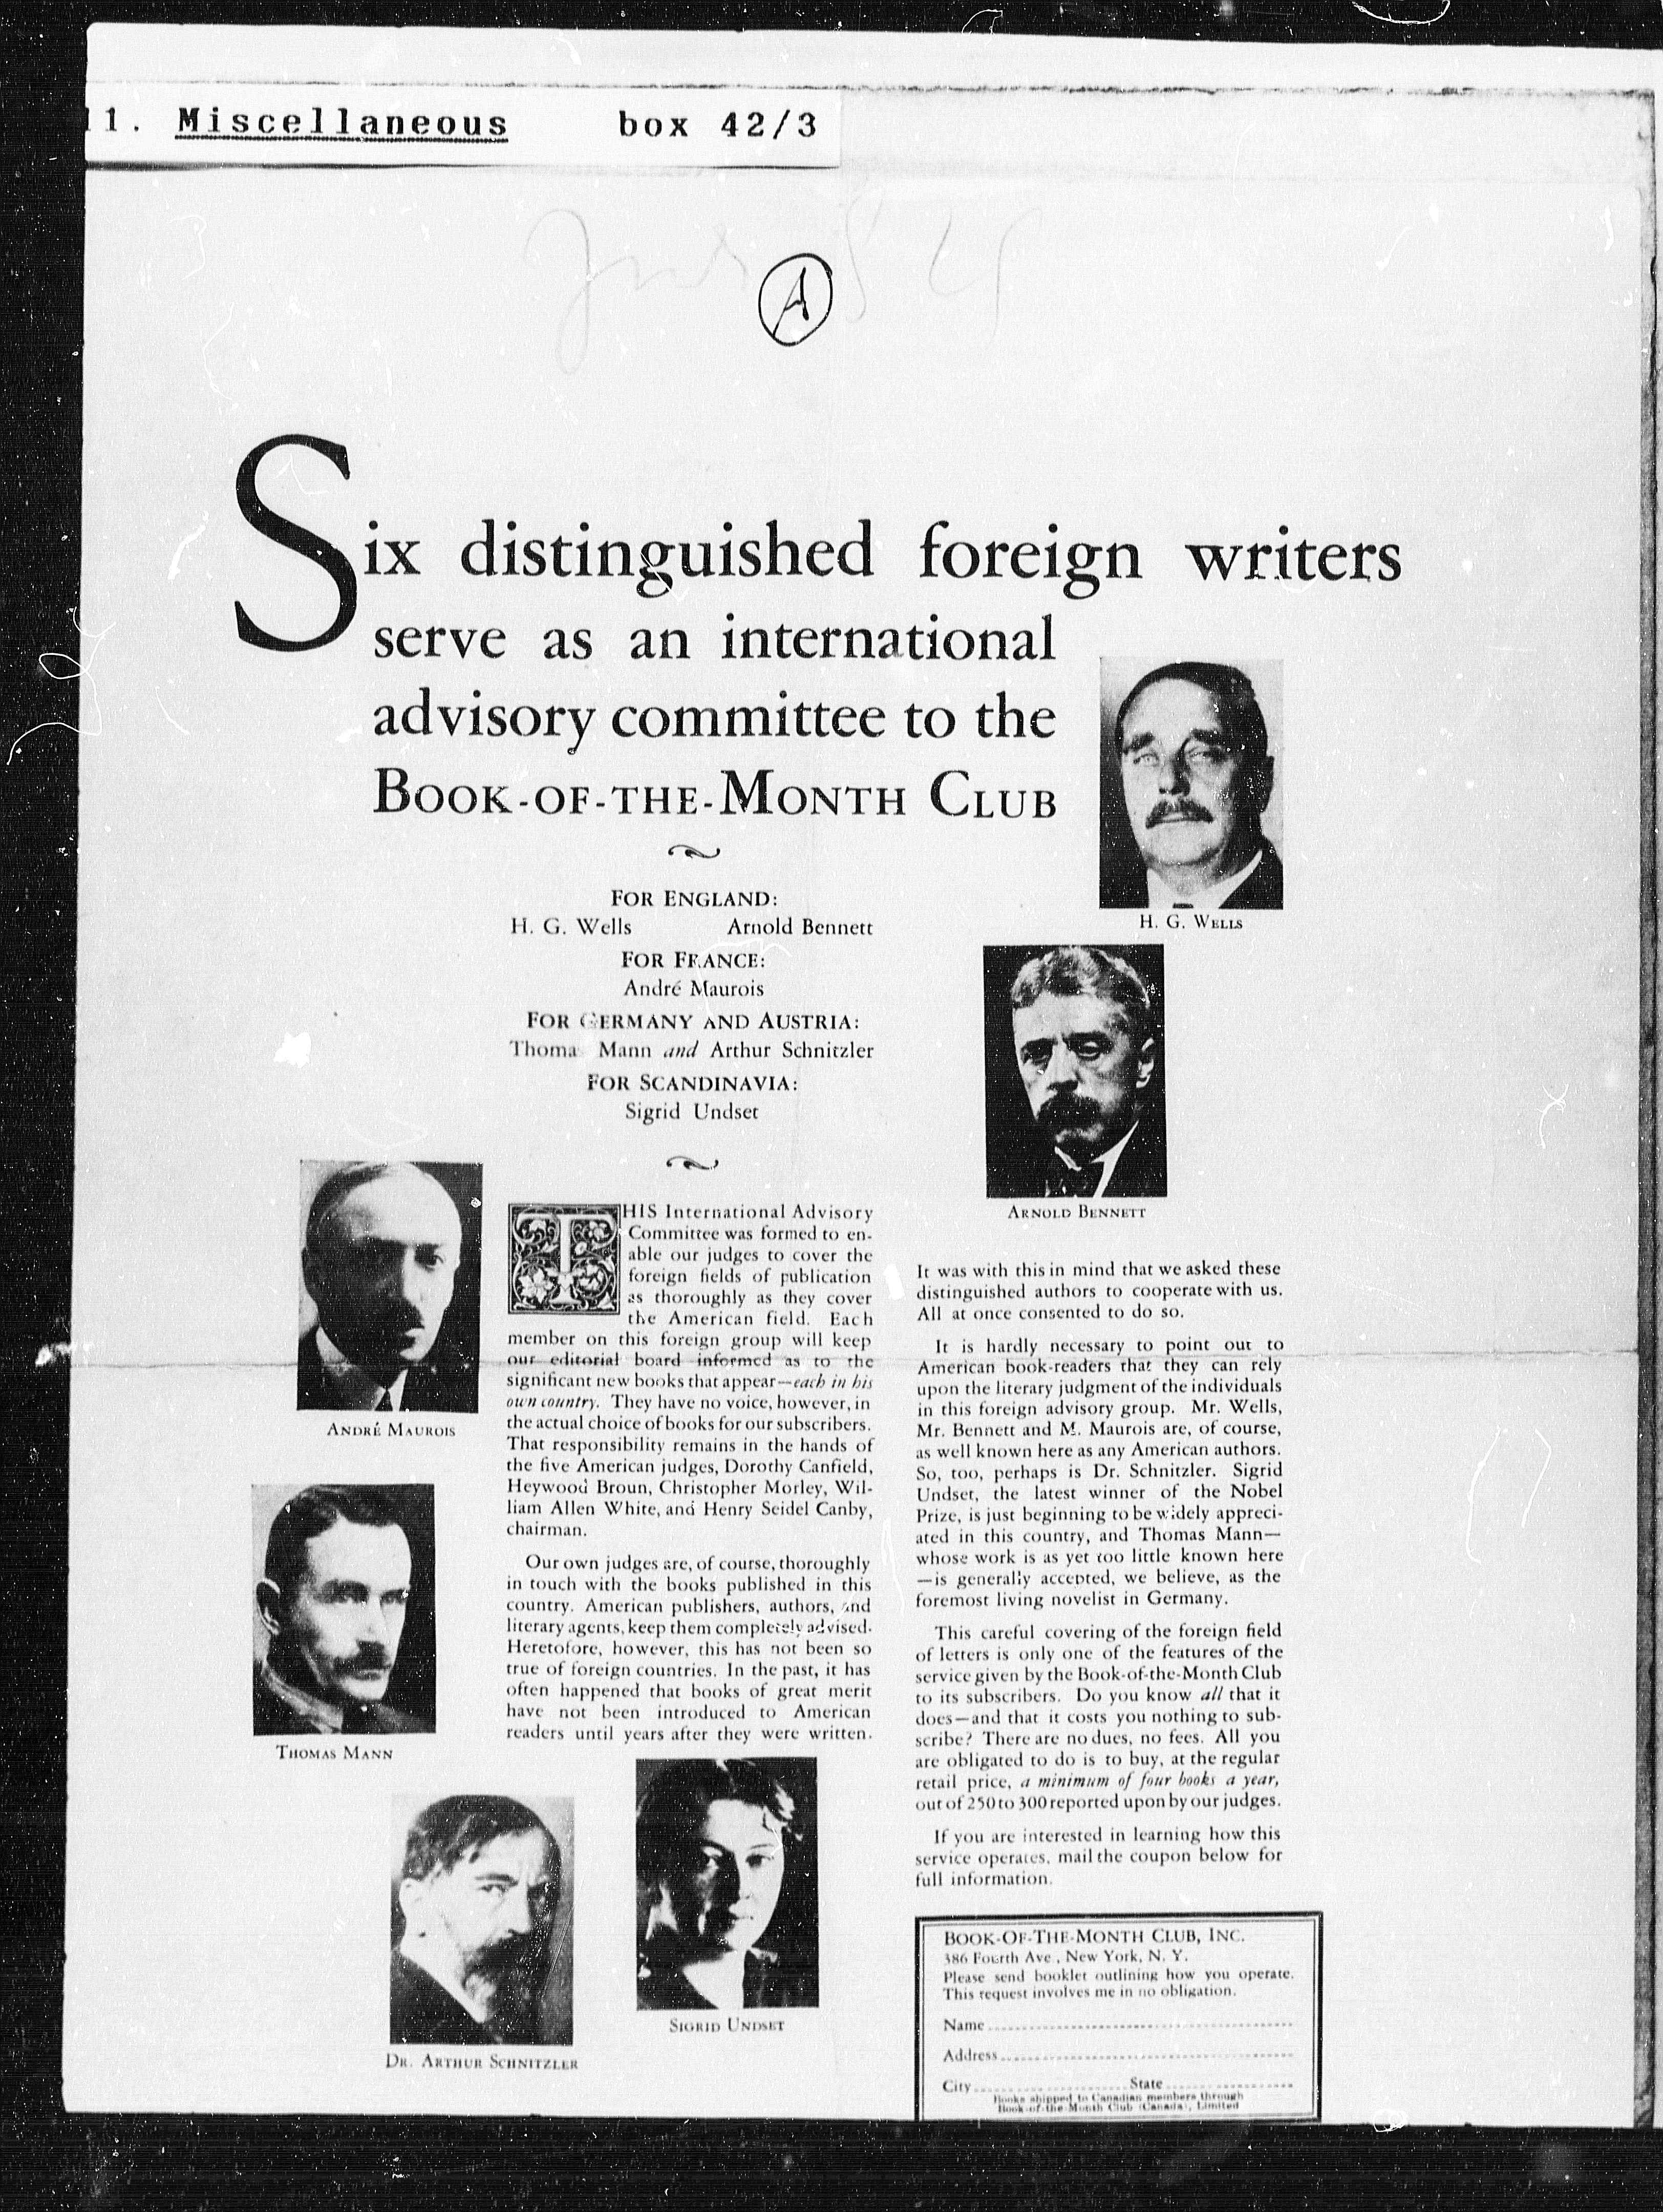 11. Miscellaneous box 42/3
A
Six distinguished foreign writers
serve as an international
advisory committee to the
BOOK-OF-THE-MONTH CLUB
FOR ENGLAND:
H. G. Wells Arnold Bennett
FOR FRANCE:
André Maurois
FOR GERMANY AND AUSTRIA:
Thoma Mann and Arthur Schnitzler
FOR SCANDINAVIA:
Sigrid Undset
H. G. WELLS
ARNOLD BENNETT
ANDRÉ MAUROIS
THOMAS MANN
DR. ARTHUR SCHNITZLER
SIGRID UNDSET
THIS International Advisory
Committee was formed to en-
able our judges to cover the
foreign fields of publication
as thoroughly as they cover
the American field. Each
member on this foreign group will keep
our editorial board informed as to the
significant new books that appear—each in his
own country. They have no voice, however, in
the actual choice of books for our subscribers.
That responsibility remains in the hands of
the five American judges, Dorothy Canfield,
Heywood Broun, Christopher Morley, Wil-
liam Allen White, and Henry Seidel Canby,
chairman.
Our own judges are, of course, thoroughly
in touch with the books published in this
country. American publishers, authors, and
literary agents, keep them completely advised.
Heretofore, however, this has not been so
true of foreign countries. In the past, it has
often happened that books of great merit
have not been introduced to American
readers until years after they were written.
It was with this in mind that we asked these
distinguished authors to cooperate with us.
All at once consented to do so.
It is hardly necessary to point out to
American book-readers that they can rely
upon the literary judgment of the individuals
in this foreign advisory group. Mr. Wells,
Mr. Bennett and M. Maurois are, of course,
as well known here as any American authors.
So, too, perhaps is Dr. Schnitzler. Sigrid
Undset, the latest winner of the Nobel
Prize, is just beginning to be widely appreci-
ated in this country, and Thomas Mann—
whose work is as yet too little known here
—is generally accepted, we believe, as the
foremost living novelist in Germany.
This careful covering of the foreign field
of letters is only one of the features of the
service given by the Book-of-the-Month Club
to its subscribers. Do you know all that it
does—and that it costs you nothing to sub-
scribe? There are no dues, no fees. All you
are obligated to do is to buy, at the regular
retail price, a minimum of four books a year,
out of 250 to 300 reported upon by our judges.
If you are interested in learning how this
service operates, mail the coupon below for
full information.
BOOK-OF-THE-MONTH CLUB, INC.
386 Fourth Ave., New York, N. Y.
Please send booklet outlining how you operate.
This request involves me in no obligation.
Name
Address
City State
Books shipped to Canadian members through
Book-of-the-Month Club (Canada), Limited